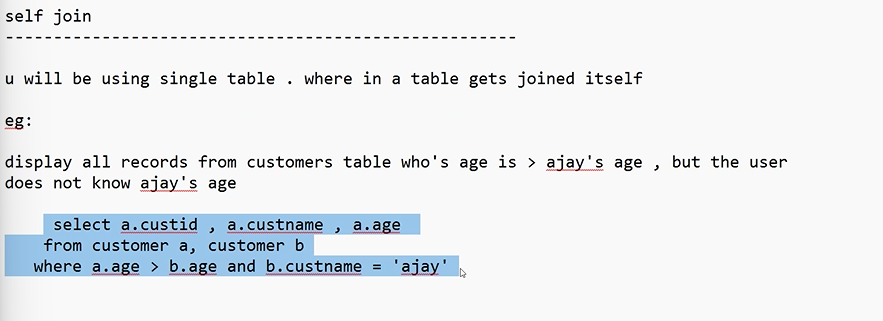 self join
----------------------------------------------------
u will be using single table . where in a table gets joined itself
eg:
display all records from customers table who's age is > ajay's age , but the user
does not know ajay's age
select a.custid , a.custname , a.age
from customer a, customer b
where a.age > b.age and b.custname = 'ajay'